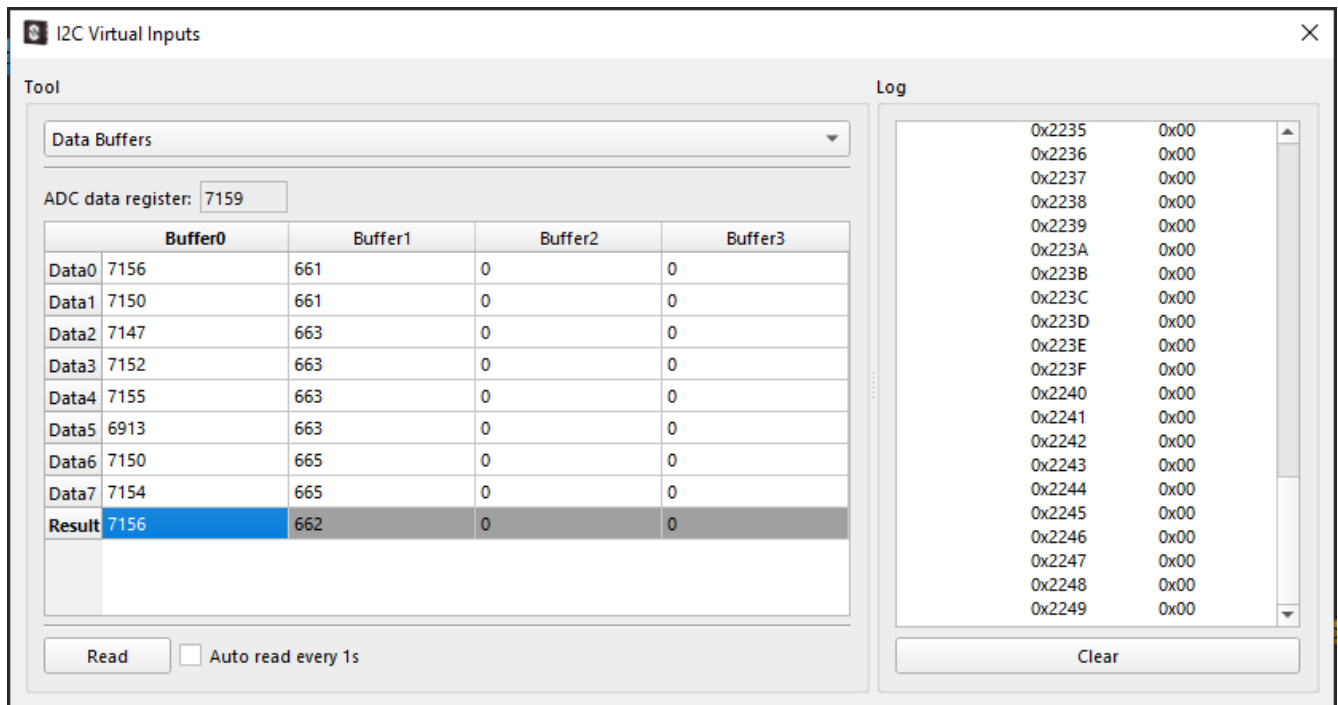 I2C Virtual Inputs
Tool
Data Buffers
ADC data register: 7159
Buffer0 Buffer1 Buffer2 Buffer3
Data0 7156 661 0 0
Data1 7150 661 0 0
Data2 7147 663 0 0
Data3 7152 663 0 0
Data4 7155 663 0 0
Data5 6913 663 0 0
Data6 7150 665 0 0
Data7 7154 665 0 0
Result 7156 662 0 0
Read Auto read every 1s
Log
0x2235 0x00
0x2236 0x00
0x2237 0x00
0x2238 0x00
0x2239 0x00
0x223A 0x00
0x223B 0x00
0x223C 0x00
0x223D 0x00
0x223E 0x00
0x223F 0x00
0x2240 0x00
0x2241 0x00
0x2242 0x00
0x2243 0x00
0x2244 0x00
0x2245 0x00
0x2246 0x00
0x2247 0x00
0x2248 0x00
0x2249 0x00
Clear